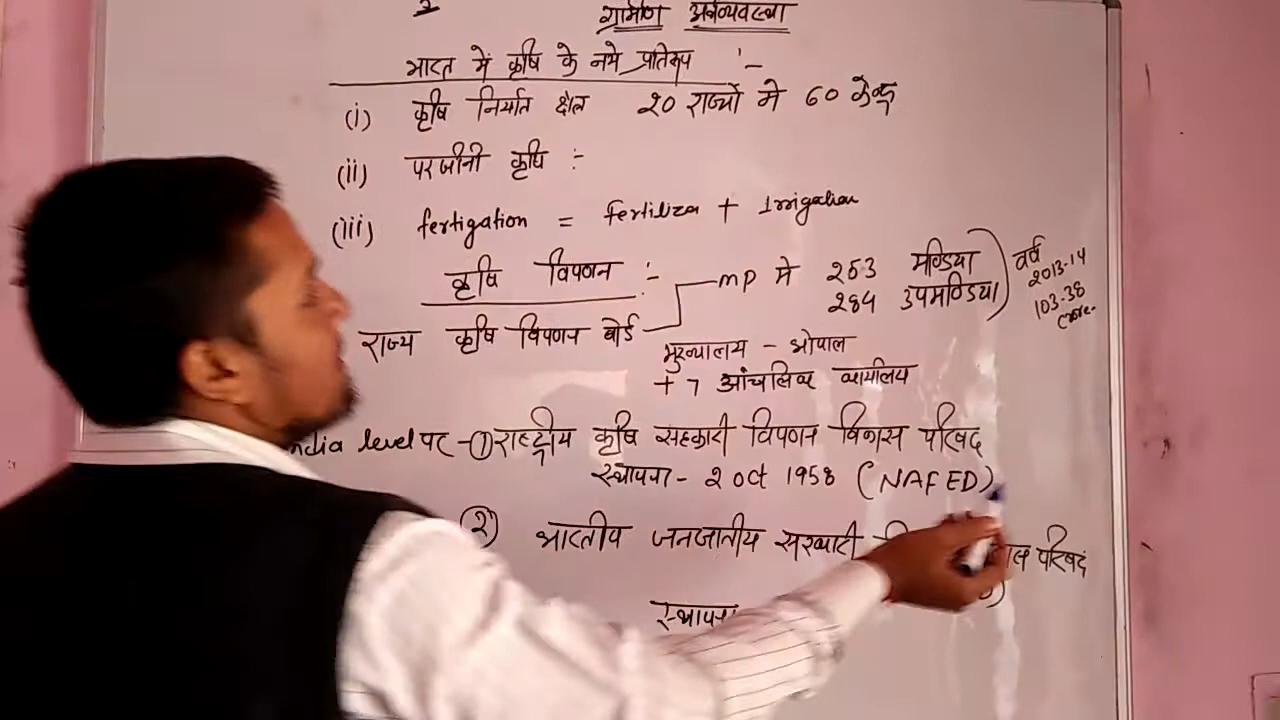 2
ग्रामीण अर्थव्यवस्था
भारत में कृषि के नये प्रतिरूप :-
(i) कृषि निर्यात क्षेत्र 20 राज्यों मे 60 केन्द्र
(ii) परजीनी कृषि :-
(iii) fertigation = fertilizer + Irrigation
कृषि विपणन :-
राज्य कृषि विपणन बोर्ड
mp मे 253 मण्डिया
284 उपमण्डिया
वर्ष
2013-14
103.38
crore.
मुख्यालय - भोपाल
+ 7 आंचलिक कार्यालय
India level पर - ① राष्ट्रीय कृषि सहकारी विपणन विकास परिषद
स्थापना - 2 oct 1958 (NAFED)
② भारतीय जनजातीय सहकारी परिषद
स्थापना